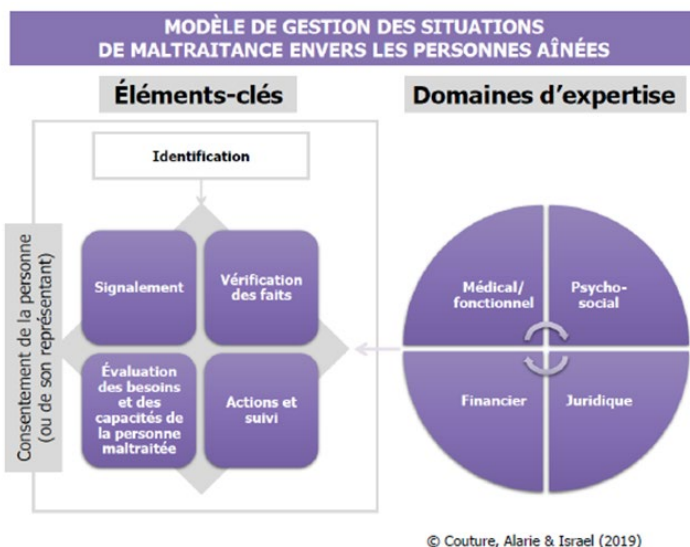 MODÈLE DE GESTION DES SITUATIONS
DE MALTRAITANCE ENVERS LES PERSONNES AÎNÉES
Éléments-clés
Domaines d'expertise
Consentement de la personne
(ou de son représentant)
Identification
Signalement
Vérification
des faits
Évaluation
des besoins
et des
capacités de
la personne
maltraitée
Actions et
suivi
Médical/
fonctionnel
Psycho-
social
Financier
Juridique
© Couture, Alarie & Israel (2019)